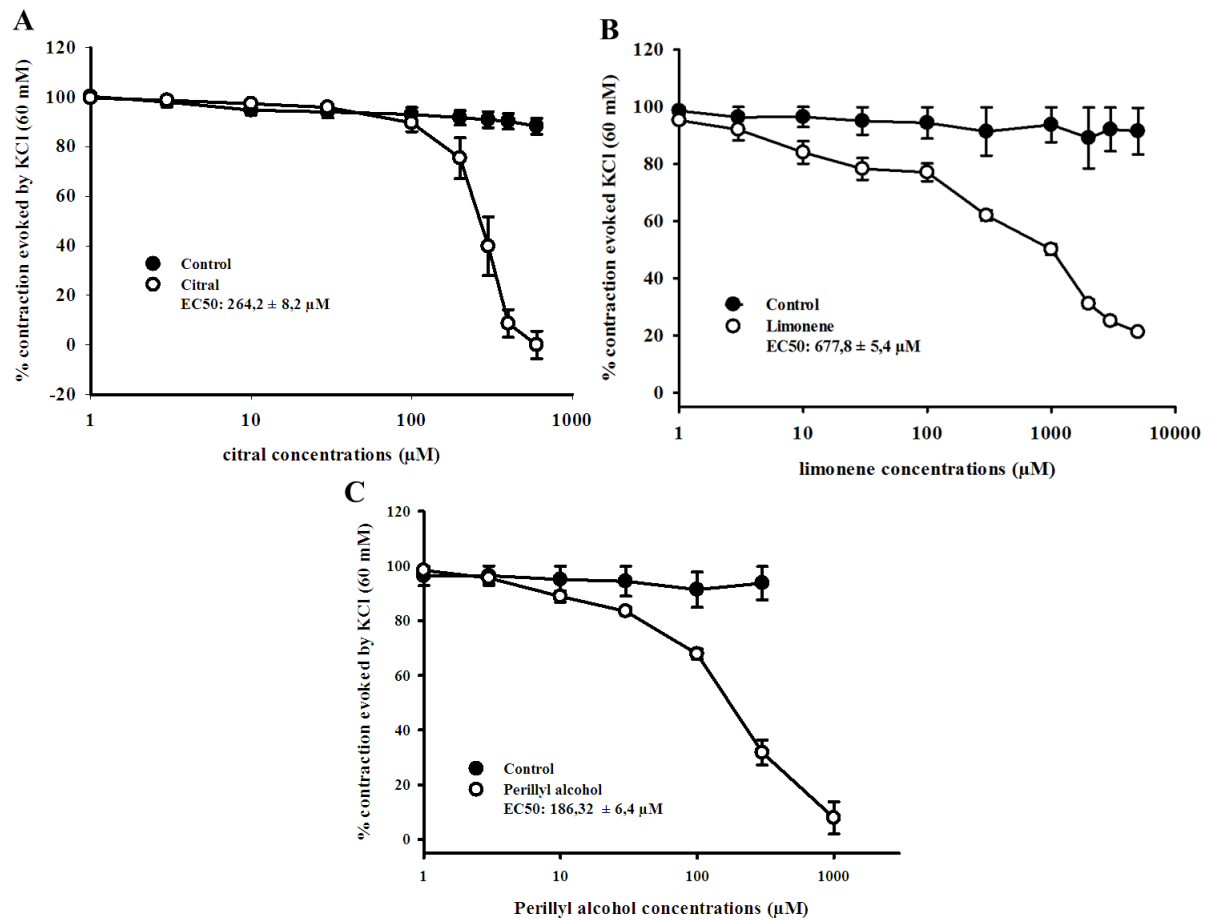 A
% contraction evoked by KCl (60 mM)
120
100
80
60
40
20
0
-20
Control
Citral
EC50: 264,2 ± 8,2 µM
1 10 100 1000
citral concentrations (µM)
B
% contraction evoked KCl (60 mM)
120
100
80
60
40
20
0
Control
Limonene
EC50: 677,8 ± 5,4 µM
1 10 100 1000 10000
limonene concentrations (µM)
C
% contraction evoked by KCl (60 mM)
120
100
80
60
40
20
0
Control
Perillyl alcohol
EC50: 186,32 ± 6,4 µM
1 10 100 1000
Perillyl alcohol concentrations (µM)